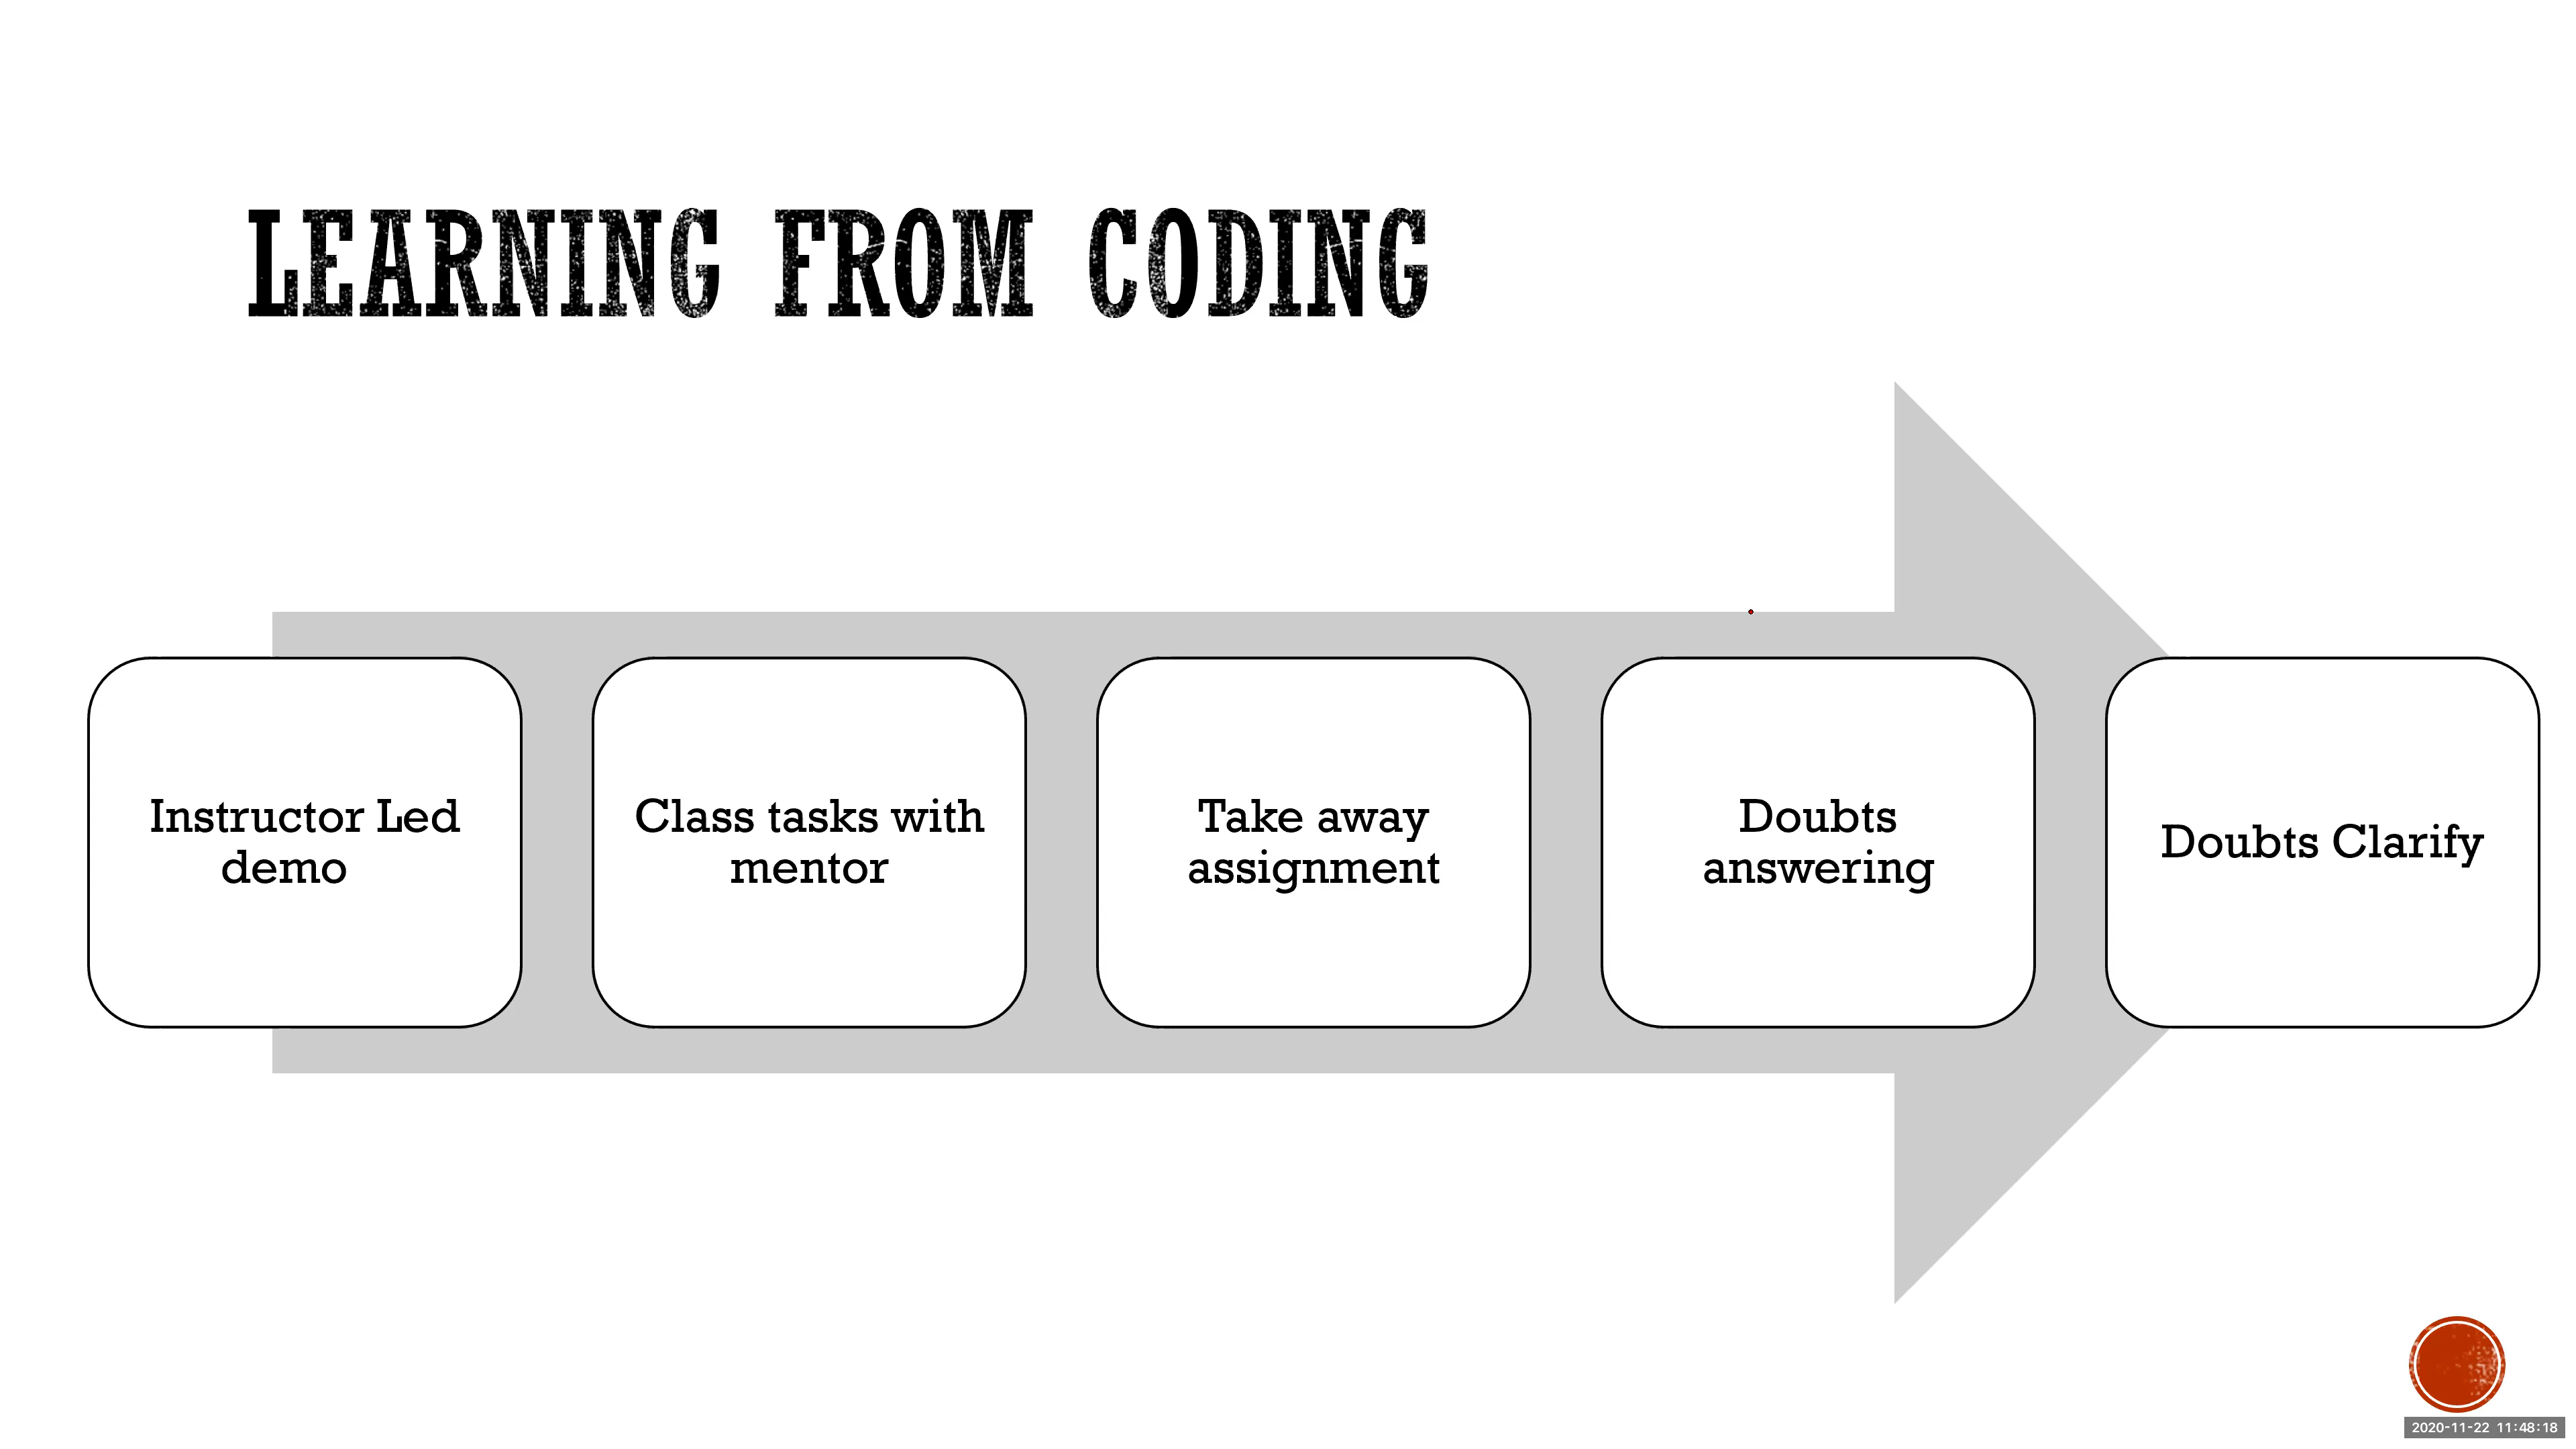 LEARNING FROM CODING
Instructor Led
demo
Class tasks with
mentor
Take away
assignment
Doubts
answering
Doubts Clarify
2020-11-22 11:48:18